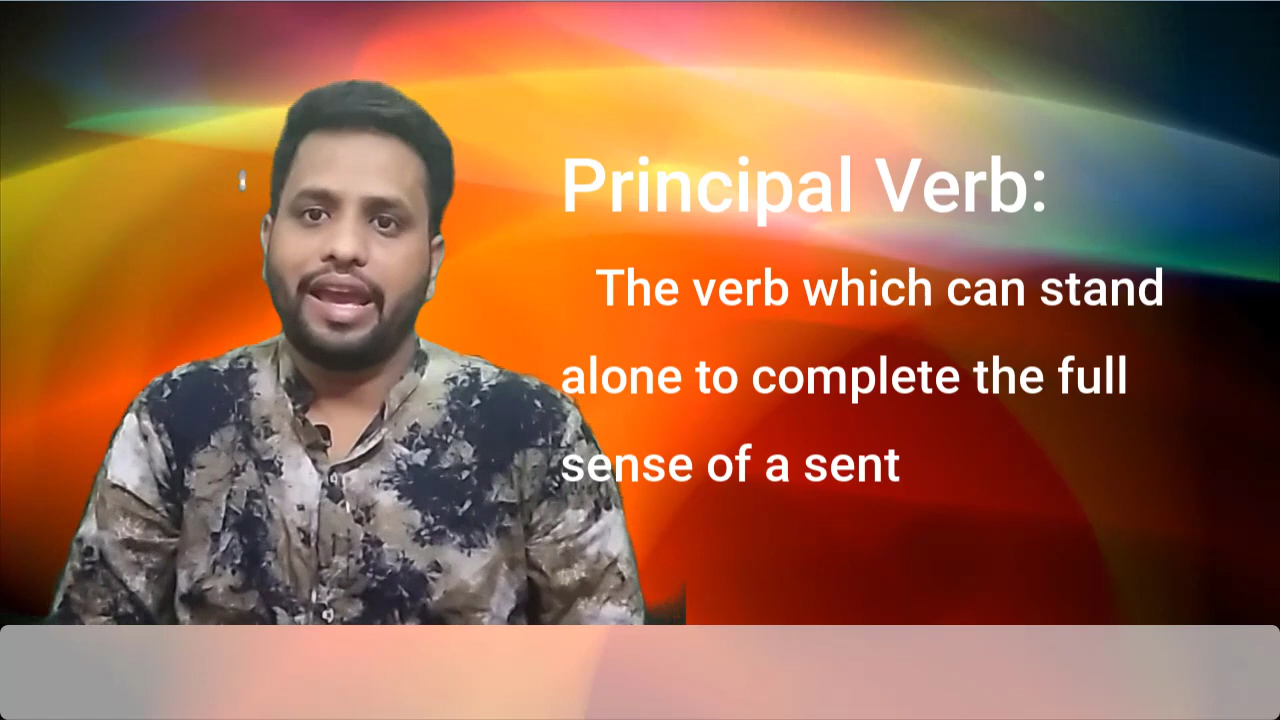 Principal Verb:
The verb which can stand
alone to complete the full
sense of a sent